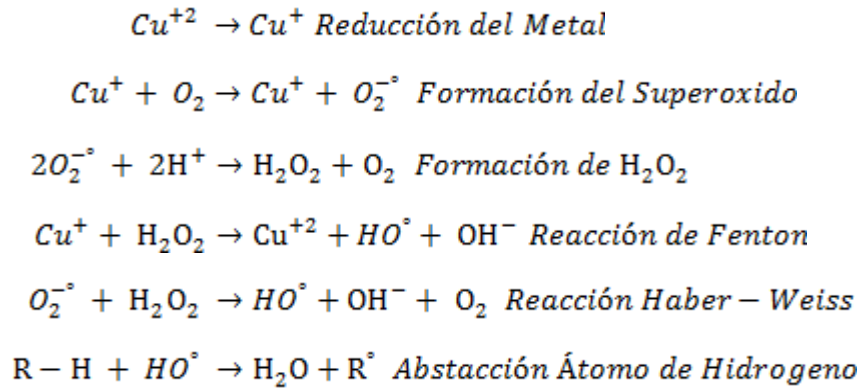 Cu⁺² → Cu⁺ Reducción del Metal
Cu⁺ + O₂ → Cu⁺ + O₂⁻° Formación del Superoxido
2O₂⁻° + 2H⁺ → H₂O₂ + O₂ Formación de H₂O₂
Cu⁺ + H₂O₂ → Cu⁺² + HO° + OH⁻ Reacción de Fenton
O₂⁻° + H₂O₂ → HO° + OH⁻ + O₂ Reacción Haber − Weiss
R − H + HO° → H₂O + R° Abstacción Átomo de Hidrogeno